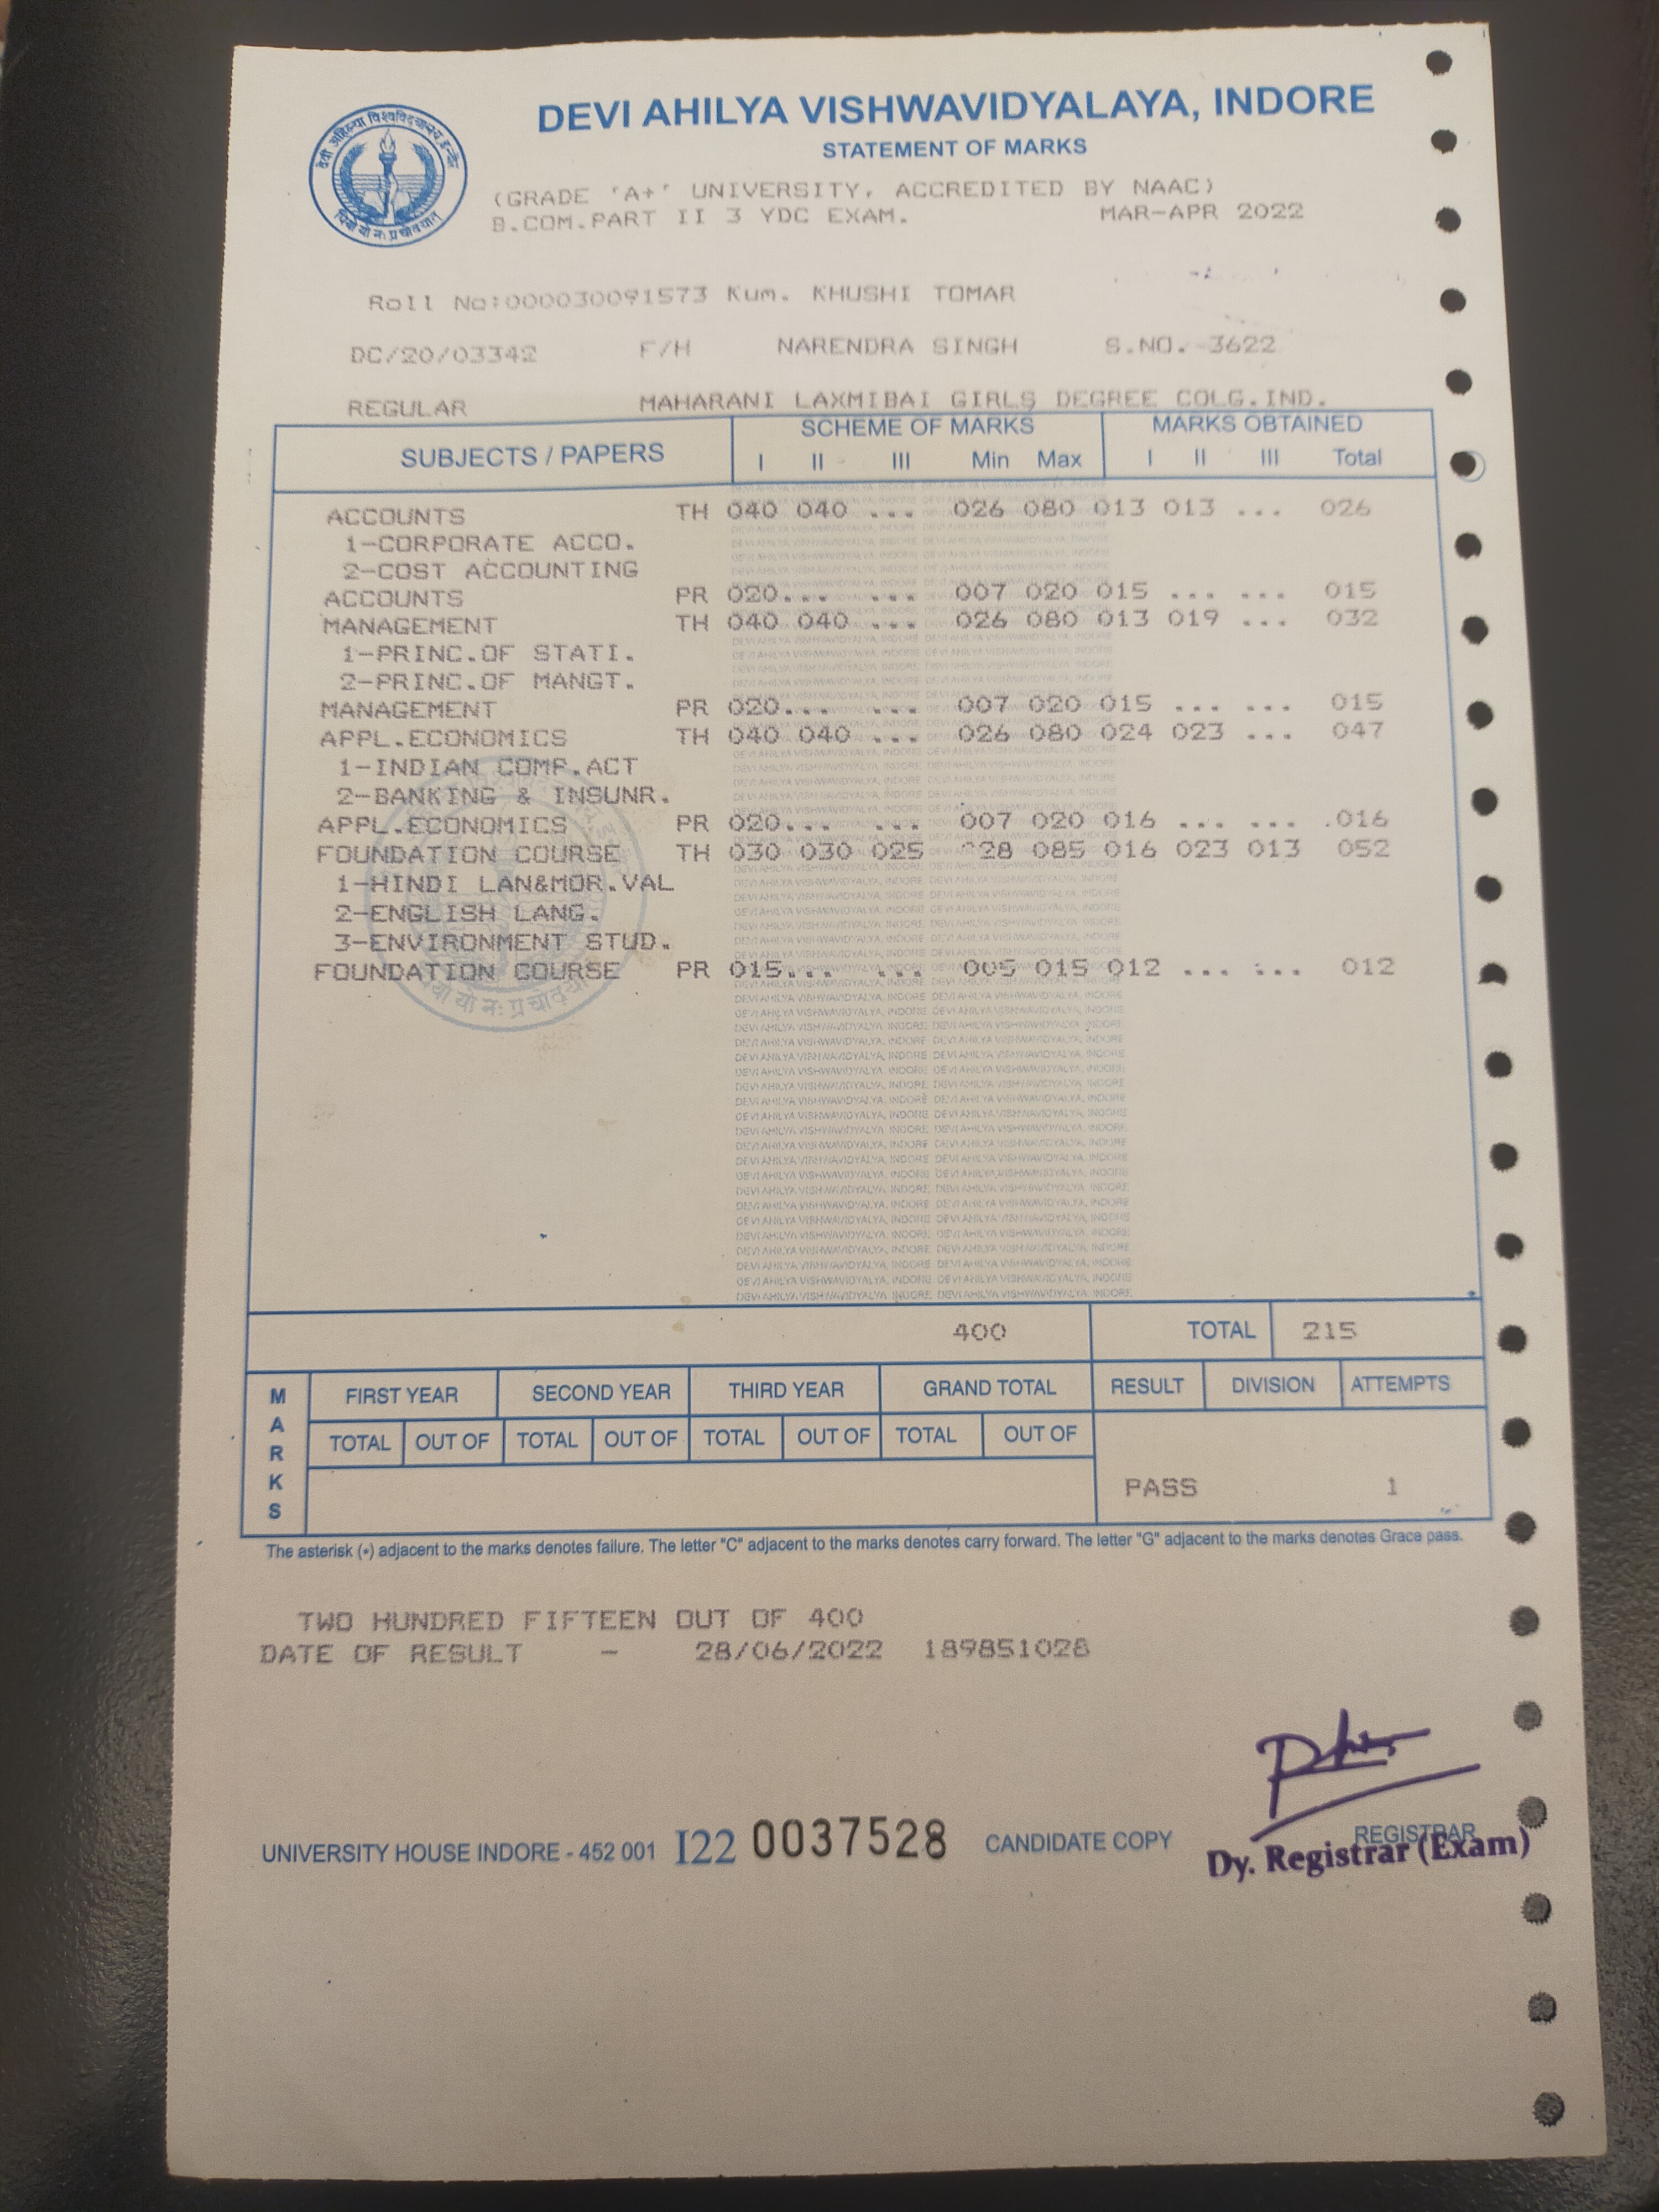 देवी अहिल्या विश्वविद्यालय, इन्दौर
धियो यो नः प्रचोदयात्
DEVI AHILYA VISHWAVIDYALAYA, INDORE
STATEMENT OF MARKS
(GRADE 'A+' UNIVERSITY, ACCREDITED BY NAAC)
B.COM.PART II 3 YDC EXAM. MAR-APR 2022
Roll No:000030091573 Kum. KHUSHI TOMAR
DC/20/03342 F/H NARENDRA SINGH S.NO. 3622
REGULAR MAHARANI LAXMIBAI GIRLS DEGREE COLG.IND.
SUBJECTS / PAPERS SCHEME OF MARKS MARKS OBTAINED
I II III Min Max I II III Total
ACCOUNTS TH 040 040 ... 026 080 013 013 ... 026
1-CORPORATE ACCO.
2-COST ACCOUNTING
ACCOUNTS PR 020... ... 007 020 015 ... ... 015
MANAGEMENT TH 040 040 ... 026 080 013 019 ... 032
1-PRINC.OF STATI.
2-PRINC.OF MANGT.
MANAGEMENT PR 020... ... 007 020 015 ... ... 015
APPL.ECONOMICS TH 040 040 ... 026 080 024 023 ... 047
1-INDIAN COMP.ACT
2-BANKING & INSUNR.
APPL.ECONOMICS PR 020... ... 007 020 016 ... ... .016
FOUNDATION COURSE TH 030 030 025 028 085 016 023 013 052
1-HINDI LAN&MOR.VAL
2-ENGLISH LANG.
3-ENVIRONMENT STUD.
FOUNDATION COURSE PR 015... ... 005 015 012 ... ... 012
धियो यो नः प्रचोदयात्
400 TOTAL 215
MARKS
FIRST YEAR SECOND YEAR THIRD YEAR GRAND TOTAL RESULT DIVISION ATTEMPTS
TOTAL OUT OF TOTAL OUT OF TOTAL OUT OF TOTAL OUT OF
PASS 1
The asterisk (*) adjacent to the marks denotes failure. The letter "C" adjacent to the marks denotes carry forward. The letter "G" adjacent to the marks denotes Grace pass.
TWO HUNDRED FIFTEEN OUT OF 400
DATE OF RESULT - 28/06/2022 189851028
UNIVERSITY HOUSE INDORE - 452 001 I22 0037528 CANDIDATE COPY REGISTRAR
Dy. Registrar (Exam)